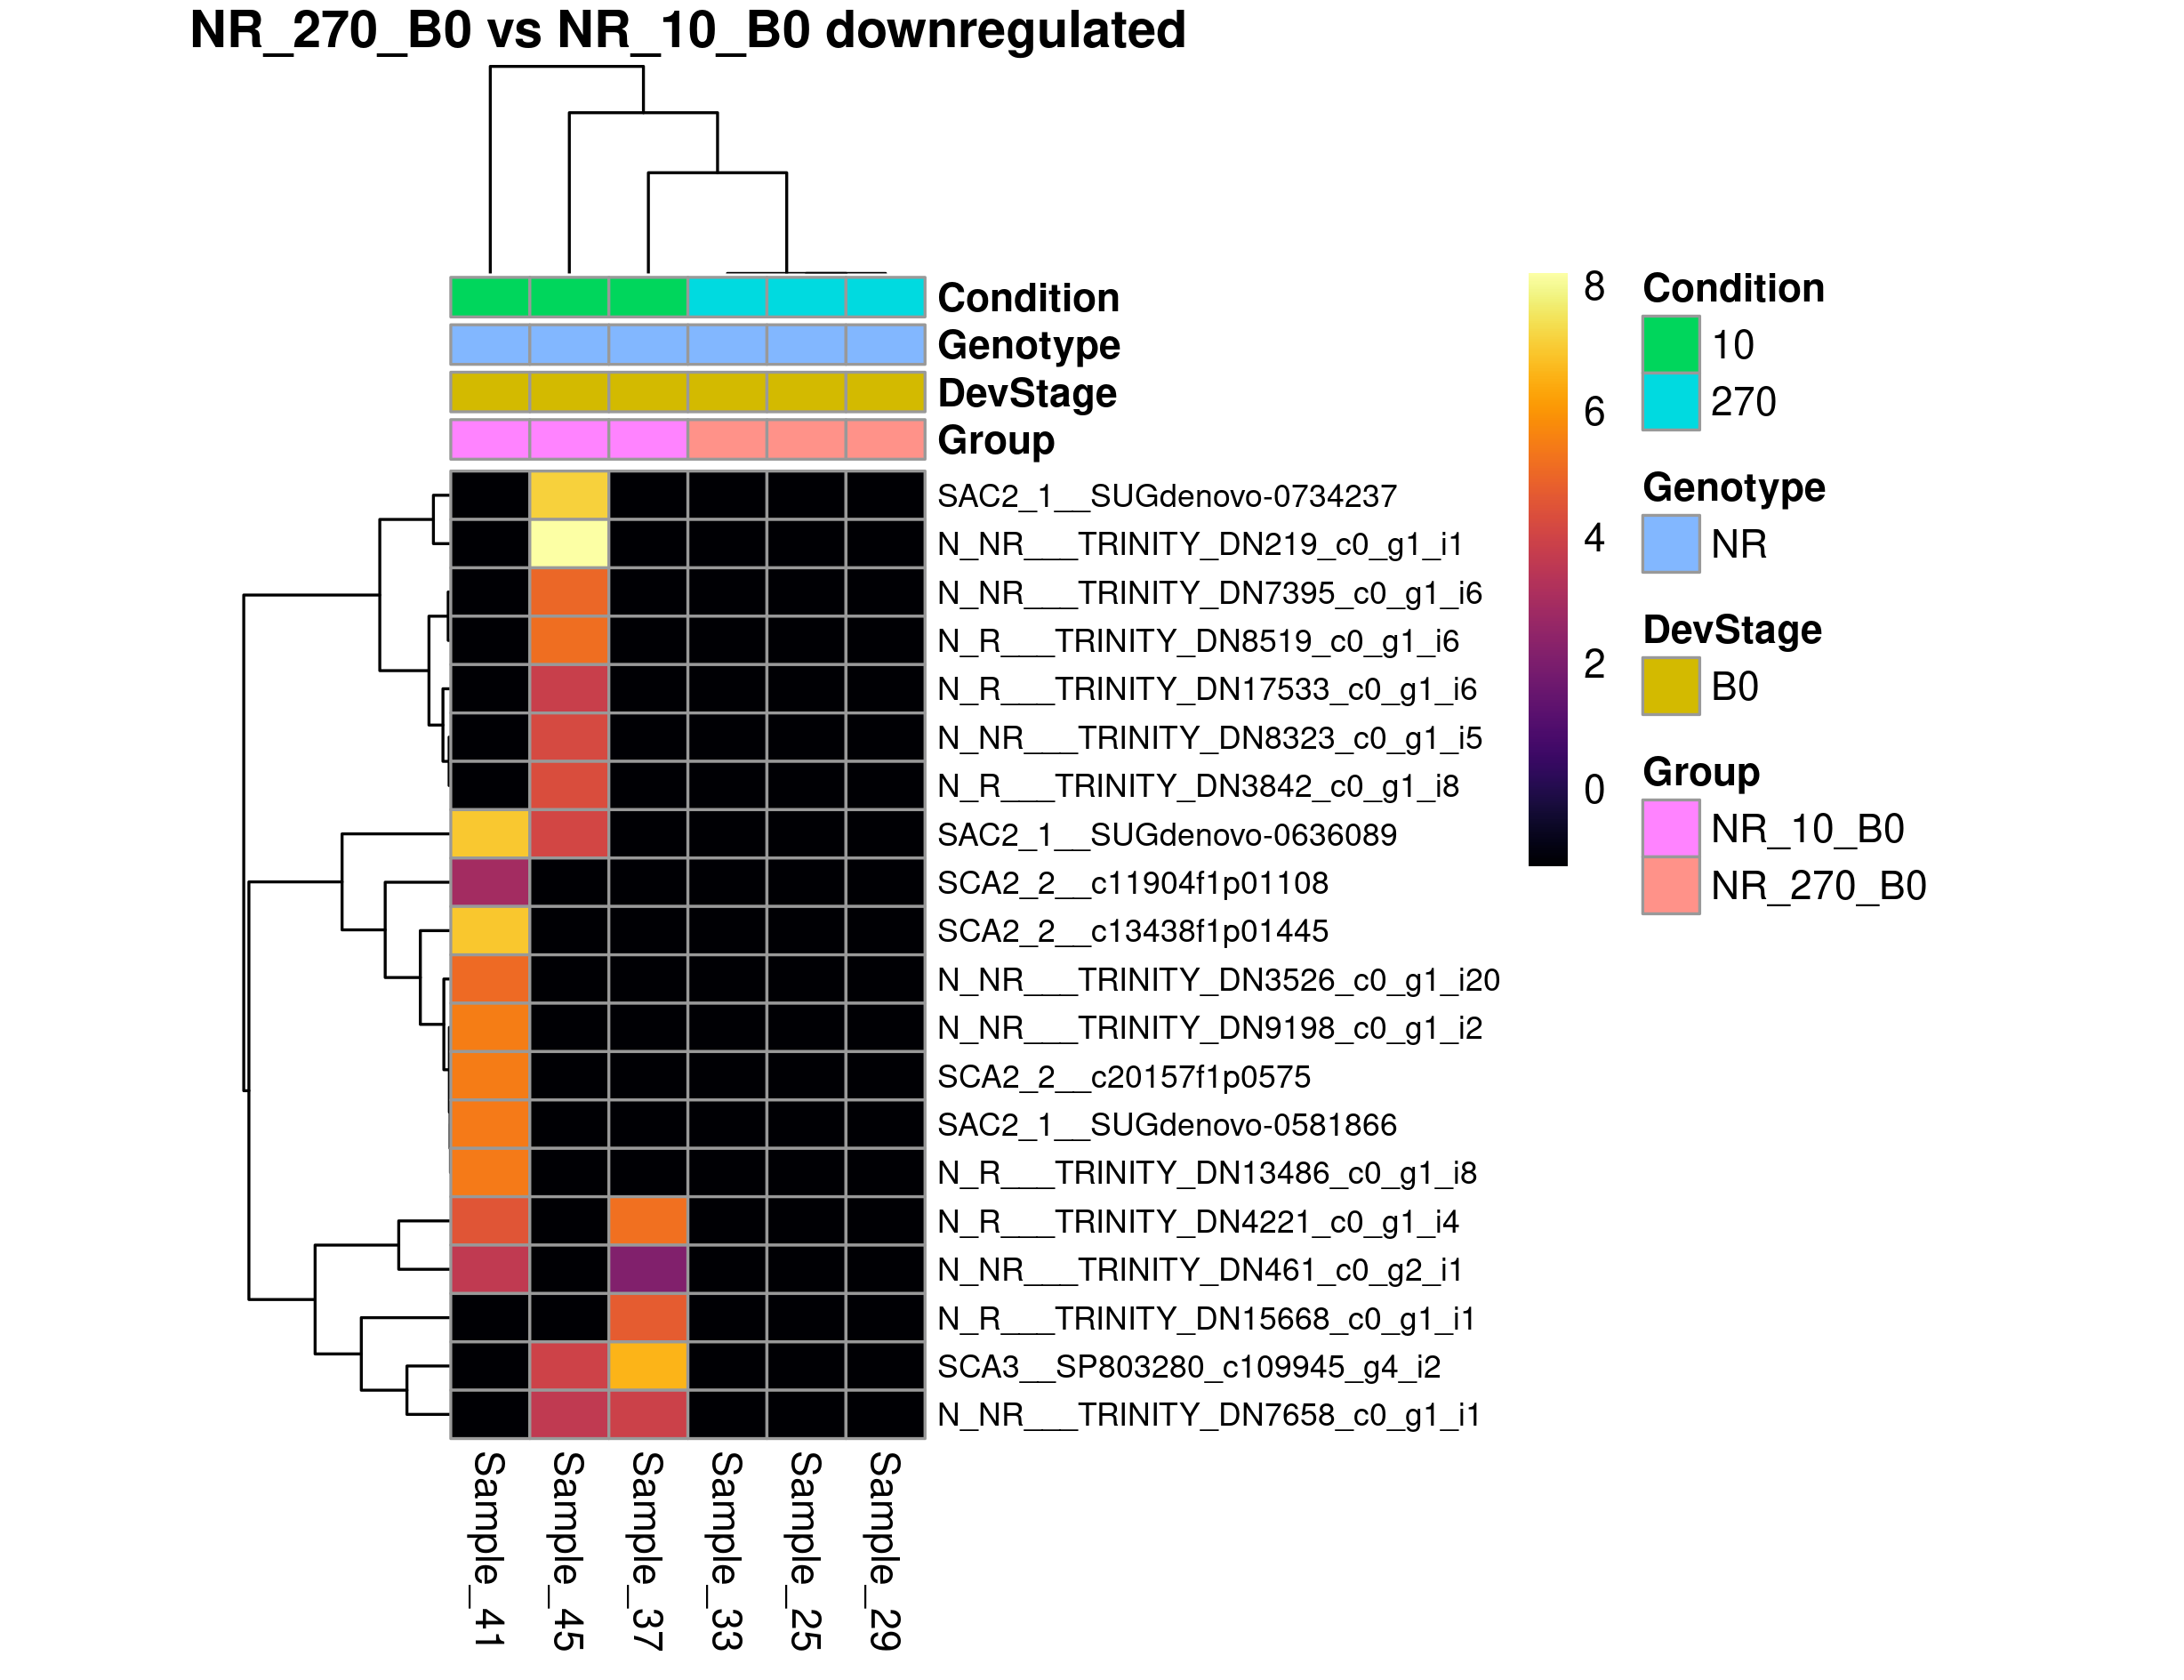 NR_270_B0 vs NR_10_B0 downregulated
Condition
Genotype
DevStage
Group
SAC2_1__SUGdenovo-0734237
N_NR___TRINITY_DN219_c0_g1_i1
N_NR___TRINITY_DN7395_c0_g1_i6
N_R___TRINITY_DN8519_c0_g1_i6
N_R___TRINITY_DN17533_c0_g1_i6
N_NR___TRINITY_DN8323_c0_g1_i5
N_R___TRINITY_DN3842_c0_g1_i8
SAC2_1__SUGdenovo-0636089
SCA2_2__c11904f1p01108
SCA2_2__c13438f1p01445
N_NR___TRINITY_DN3526_c0_g1_i20
N_NR___TRINITY_DN9198_c0_g1_i2
SCA2_2__c20157f1p0575
SAC2_1__SUGdenovo-0581866
N_R___TRINITY_DN13486_c0_g1_i8
N_R___TRINITY_DN4221_c0_g1_i4
N_NR___TRINITY_DN461_c0_g2_i1
N_R___TRINITY_DN15668_c0_g1_i1
SCA3__SP803280_c109945_g4_i2
N_NR___TRINITY_DN7658_c0_g1_i1
Sample_41
Sample_45
Sample_37
Sample_33
Sample_25
Sample_29
8
6
4
2
0
Condition
10
270
Genotype
NR
DevStage
B0
Group
NR_10_B0
NR_270_B0